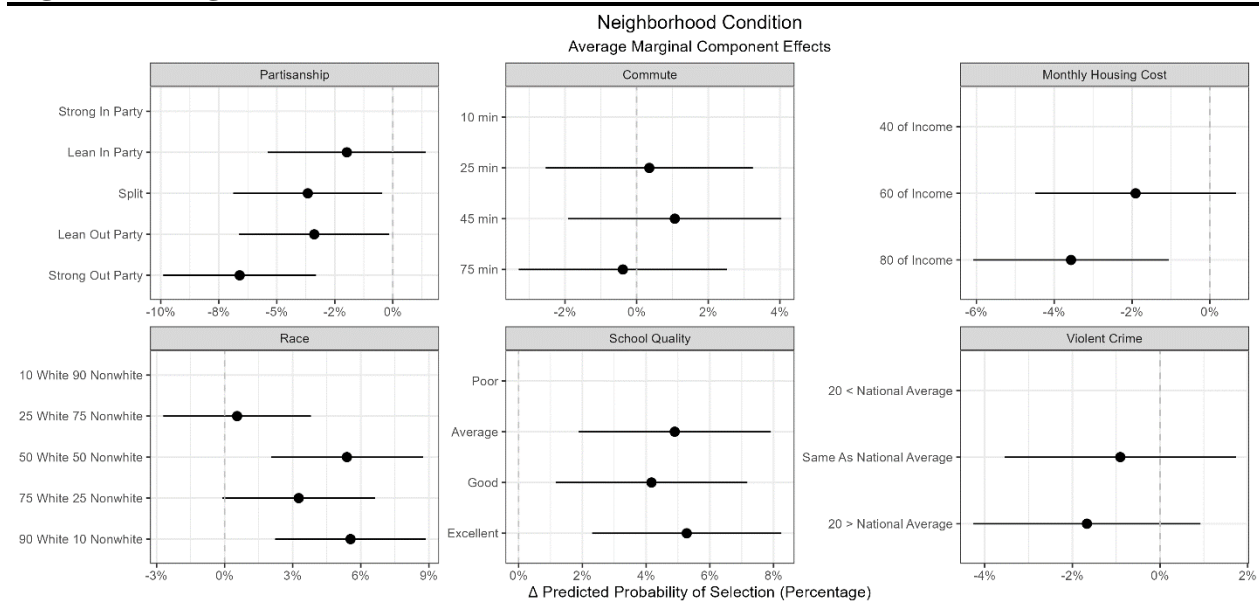 Neighborhood Condition
Average Marginal Component Effects
Partisanship
Strong In Party
Lean In Party
Split
Lean Out Party
Strong Out Party
-10% -8% -5% -2% 0%
Commute
10 min
25 min
45 min
75 min
-2% 0% 2% 4%
Monthly Housing Cost
40 of Income
60 of Income
80 of Income
-6% -4% -2% 0%
Race
10 White 90 Nonwhite
25 White 75 Nonwhite
50 White 50 Nonwhite
75 White 25 Nonwhite
90 White 10 Nonwhite
-3% 0% 3% 6% 9%
School Quality
Poor
Average
Good
Excellent
0% 2% 4% 6% 8%
Violent Crime
20 < National Average
Same As National Average
20 > National Average
-4% -2% 0% 2%
Δ Predicted Probability of Selection (Percentage)